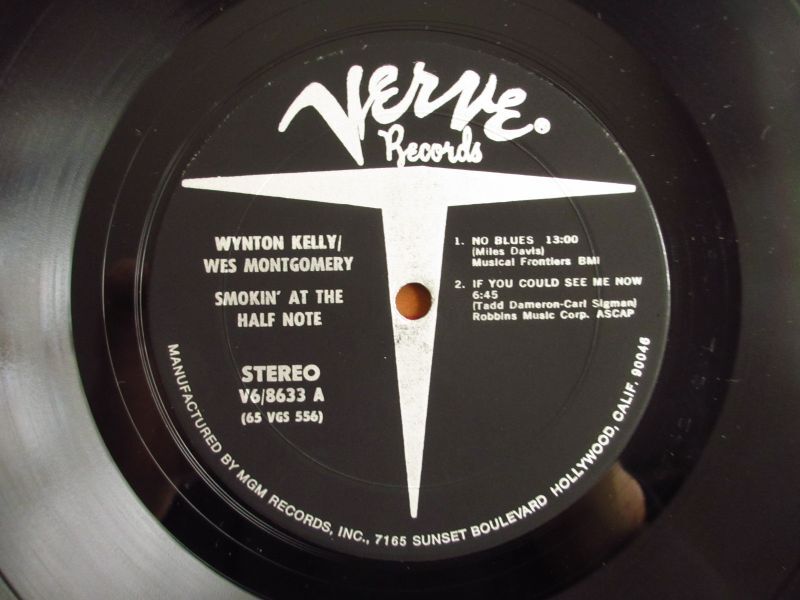 VERVE.
Records
WYNTON KELLY/
WES MONTGOMERY
SMOKIN' AT THE
HALF NOTE
STEREO
V6/8633 A
(65 VGS 556)
1. NO BLUES 13:00
(Miles Davis)
Musical Frontiers BMI
2. IF YOU COULD SEE ME NOW
6:45
(Tadd Dameron-Carl Sigman)
Robbins Music Corp. ASCAP
MANUFACTURED BY MGM RECORDS, INC., 7165 SUNSET BOULEVARD HOLLYWOOD, CALIF. 90046